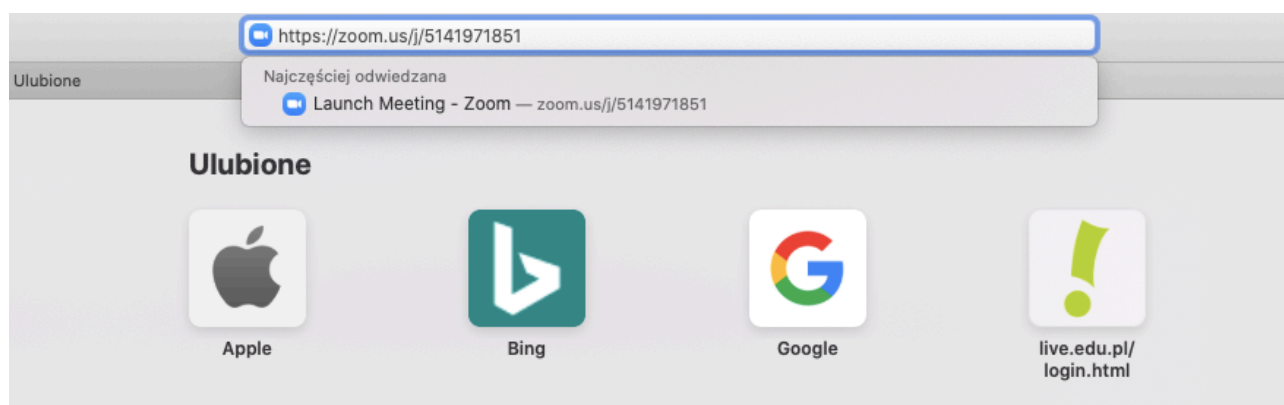 https://zoom.us/j/5141971851
Ulubione
Najczęściej odwiedzana
Launch Meeting - Zoom — zoom.us/j/5141971851
Ulubione
Apple
Bing
Google
live.edu.pl/
login.html